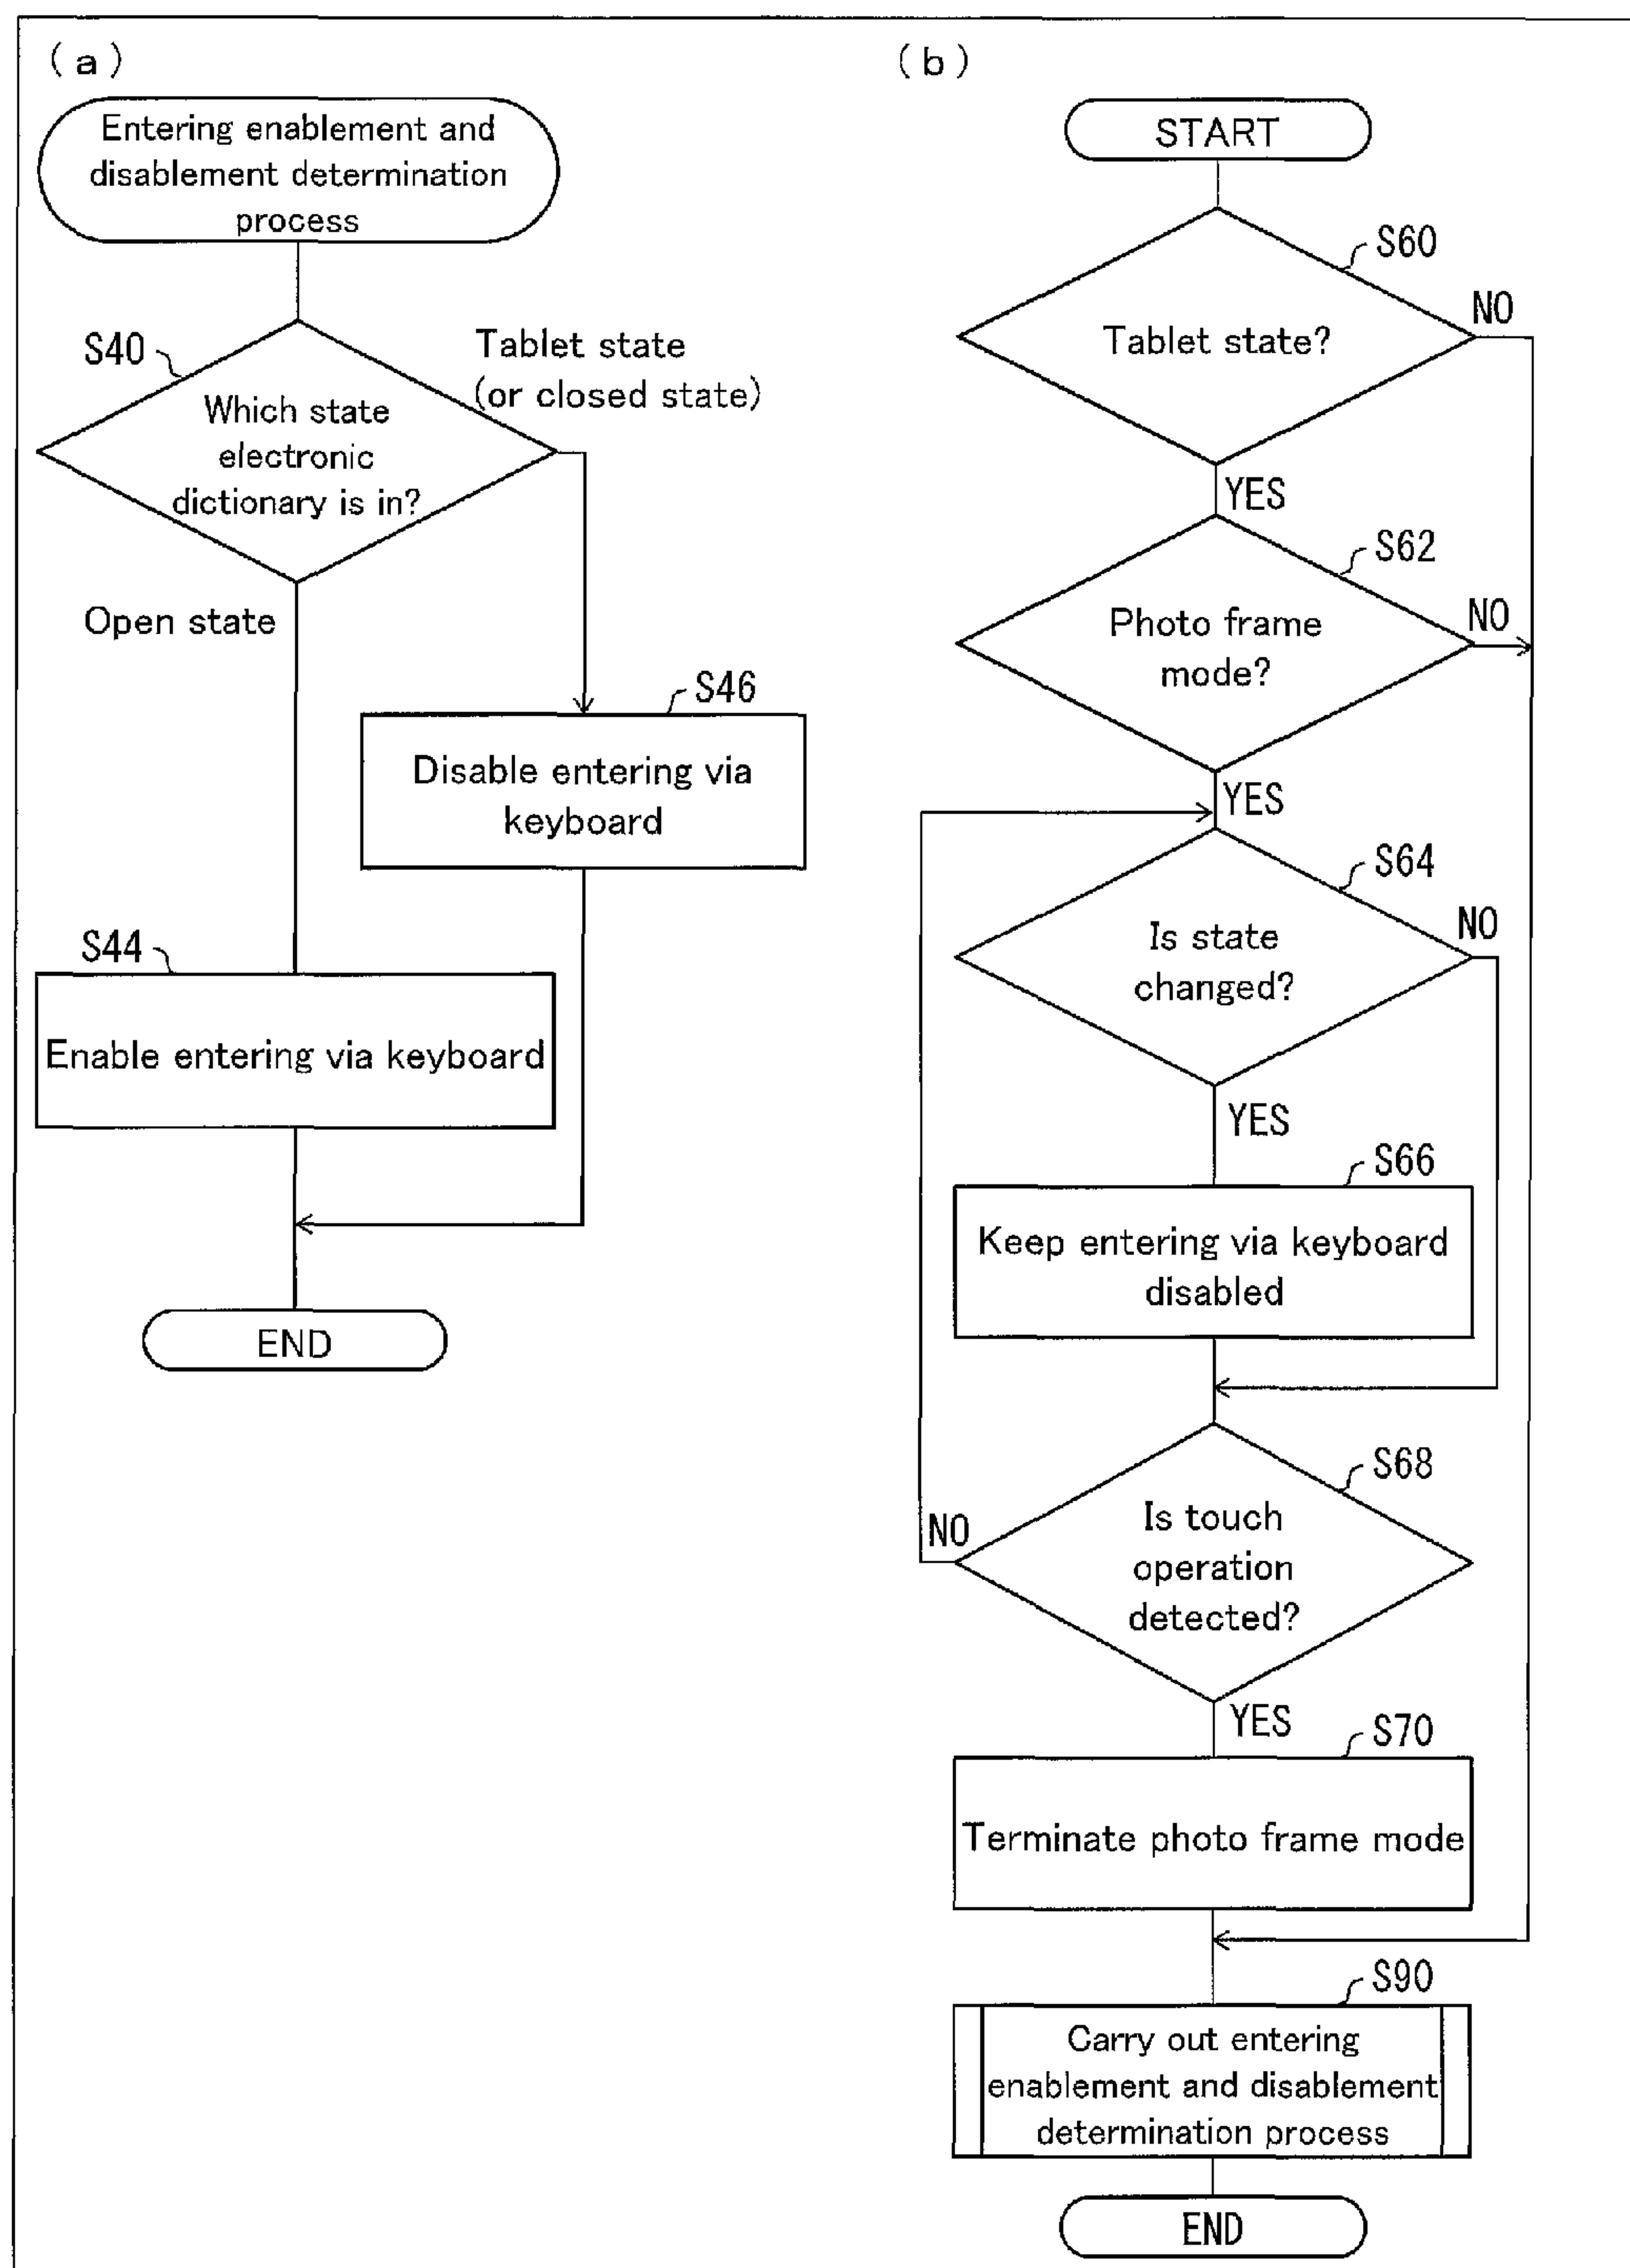 (a)
Entering enablement and
disablement determination
process
S40
Tablet state
(or closed state)
Which state
electronic
dictionary is in?
Open state
S46
Disable entering via
keyboard
S44
Enable entering via keyboard
END
(b)
START
S60
NO
Tablet state?
YES
S62
NO
Photo frame
mode?
YES
S64
NO
Is state
changed?
YES
S66
Keep entering via keyboard
disabled
S68
NO
Is touch
operation
detected?
YES
S70
Terminate photo frame mode
S90
Carry out entering
enablement and disablement
determination process
END